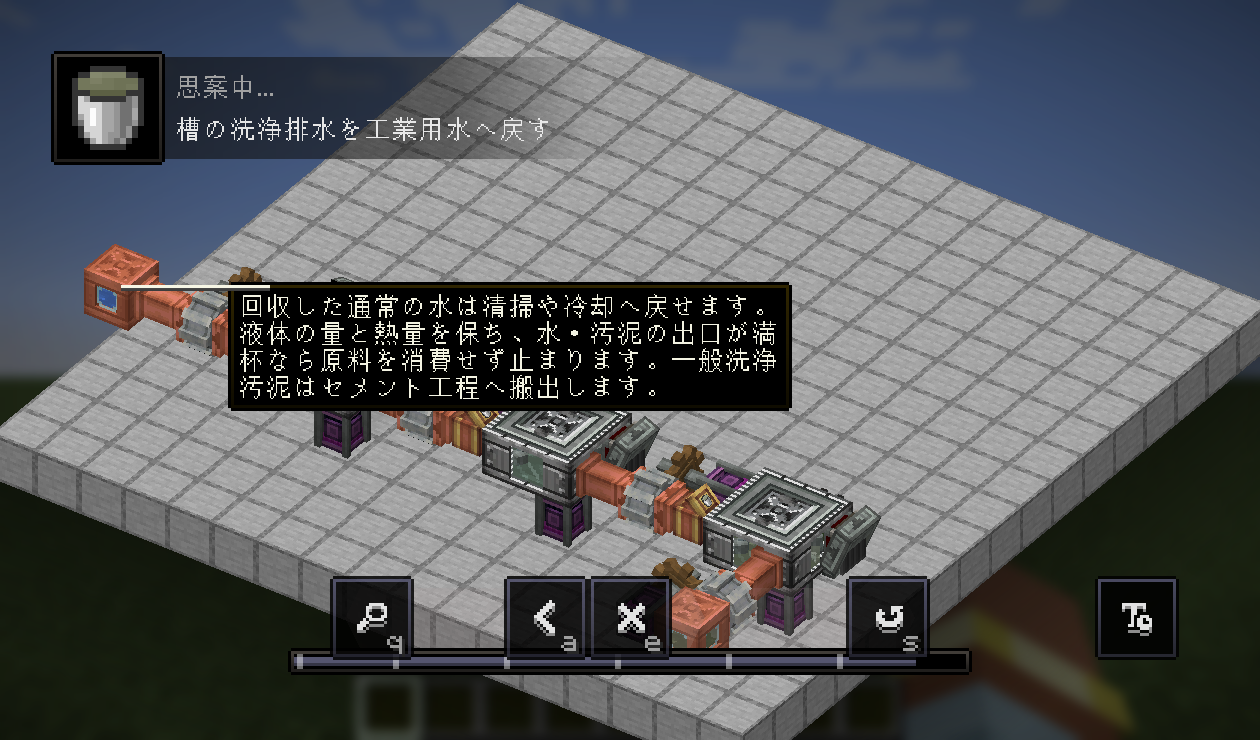 思案中...
槽の洗浄排水を工業用水へ戻す
回収した通常の水は清掃や冷却へ戻せます。
液体の量と熱量を保ち、水・汚泥の出口が満
杯なら原料を消費せず止まります。一般洗浄
汚泥はセメント工程へ搬出します。
q
a
e
s